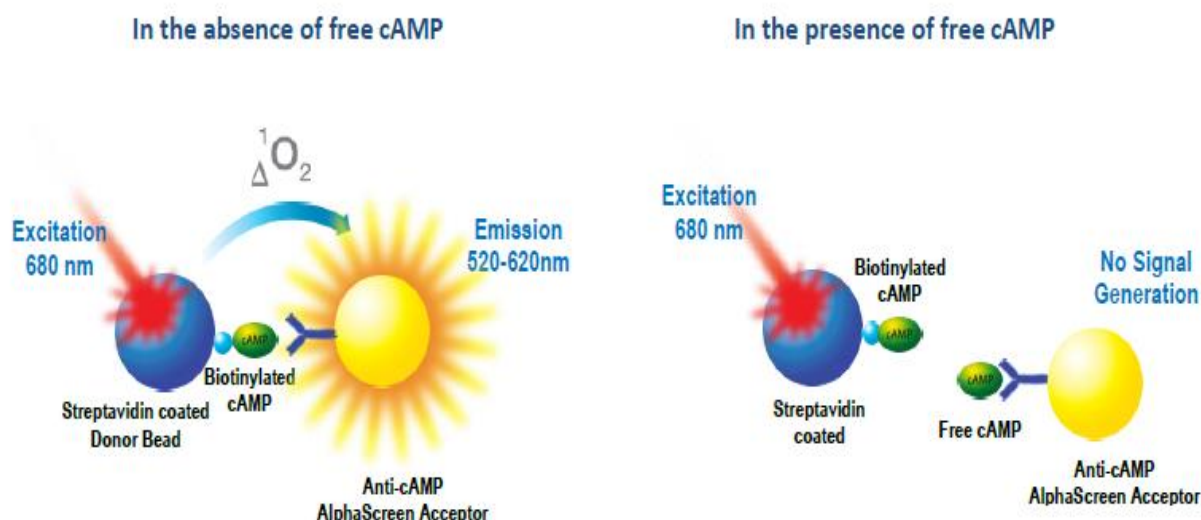 In the absence of free cAMP
1
Δ O2
Excitation
680 nm
Emission
520-620nm
cAMP
Biotinylated
cAMP
Streptavidin coated
Donor Bead
Anti-cAMP
AlphaScreen Acceptor
In the presence of free cAMP
Excitation
680 nm
Biotinylated
cAMP
cAMP
No Signal
Generation
cAMP
Streptavidin
coated
Free cAMP
Anti-cAMP
AlphaScreen Acceptor